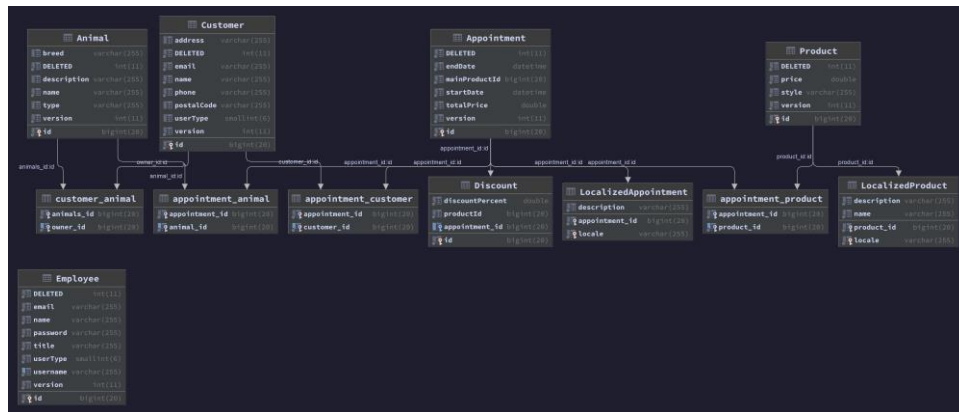 Animal
breed varchar(255)
DELETED int(11)
description varchar(255)
name varchar(255)
type varchar(255)
version int(11)
id bigint(20)
Customer
address varchar(255)
DELETED int(11)
email varchar(255)
name varchar(255)
phone varchar(255)
postalCode varchar(255)
userType smallint(6)
version int(11)
id bigint(20)
Appointment
DELETED int(11)
endDate datetime
mainProductId bigint(20)
startDate datetime
totalPrice double
version int(11)
id bigint(20)
Product
DELETED int(11)
price double
style varchar(255)
version int(11)
id bigint(20)
animals_id:id
owner_id:id
animal_id:id
customer_id:id
appointment_id:id
appointment_id:id
appointment_id:id
appointment_id:id
appointment_id:id
product_id:id
product_id:id
customer_animal
animals_id bigint(20)
owner_id bigint(20)
appointment_animal
appointment_id bigint(20)
animal_id bigint(20)
appointment_customer
appointment_id bigint(20)
customer_id bigint(20)
Discount
discountPercent double
productId bigint(20)
appointment_id bigint(20)
id bigint(20)
LocalizedAppointment
description varchar(255)
appointment_id bigint(20)
locale varchar(255)
appointment_product
appointment_id bigint(20)
product_id bigint(20)
LocalizedProduct
description varchar(255)
name varchar(255)
product_id bigint(20)
locale varchar(255)
Employee
DELETED int(11)
email varchar(255)
name varchar(255)
password varchar(255)
title varchar(255)
userType smallint(6)
username varchar(255)
version int(11)
id bigint(20)